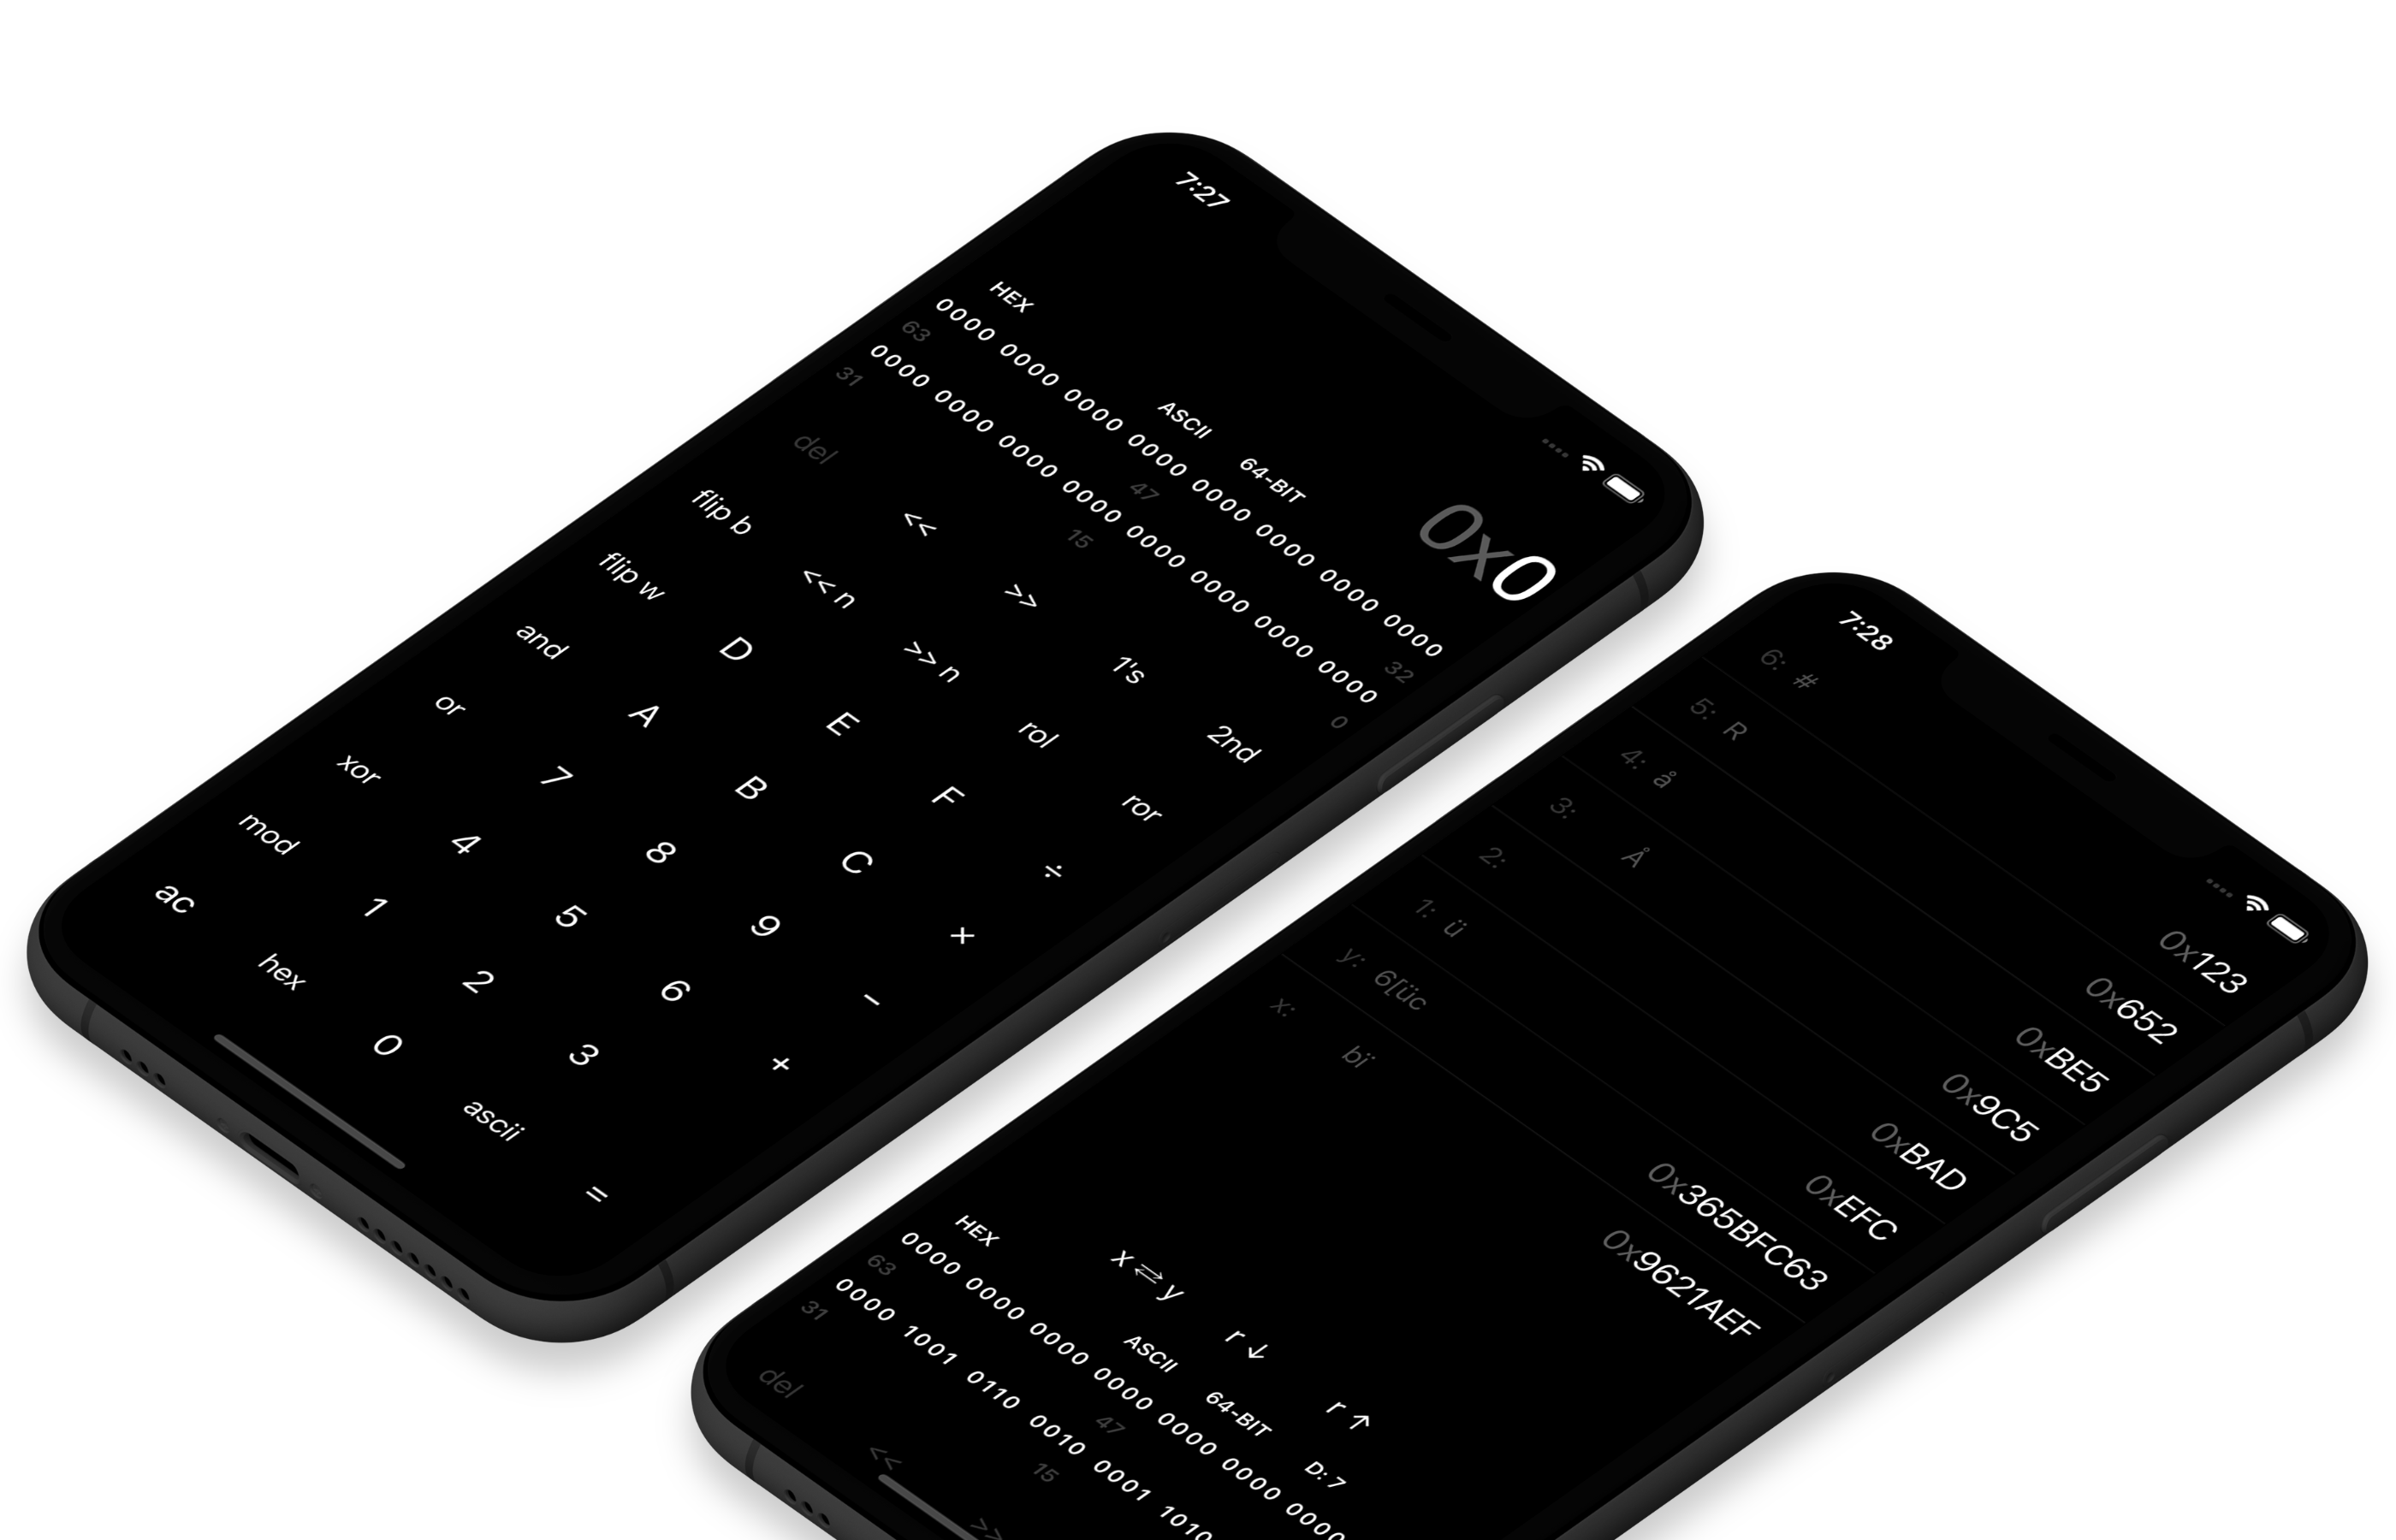 7:27
0x0
HEX ASCII 64-BIT
0000 0000 0000 0000 0000 0000 0000 0000
63 47 32
0000 0000 0000 0000 0000 0000 0000 0000
31 15 0
del << >> 1's 2nd
flip b << n >> n rol ror
flip w D E F ÷
and A B C ×
or 7 8 9 −
xor 4 5 6 +
mod 1 2 3
ac hex 0 ascii =
7:28
6: # 0x123
5: R 0x652
4: å 0xBE5
3: Å 0x9C5
2: 0xBAD
1: ü 0xEFC
y: 6[üc 0x365BFC63
x: bï 0x9621AEF
x ⇄ y r ↓ r ↑
HEX ASCII 64-BIT D: 7
0000 0000 0000 0000 0000 0000 0000
63 47
0000 1001 0110 0010 0001 1010
31 15
del << >>